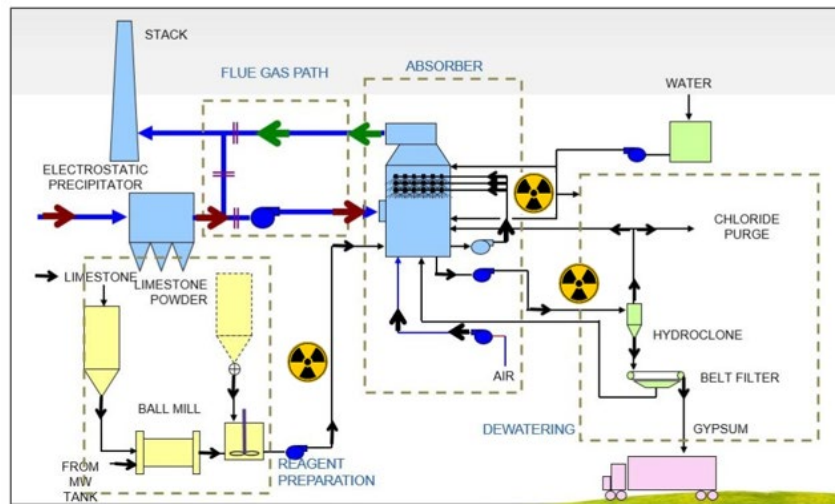 STACK
FLUE GAS PATH
ABSORBER
WATER
ELECTROSTATIC
PRECIPITATOR
CHLORIDE
PURGE
LIMESTONE
LIMESTONE
POWDER
HYDROCLONE
AIR
BELT FILTER
BALL MILL
DEWATERING
GYPSUM
FROM
MW
TANK
REAGENT
PREPARATION